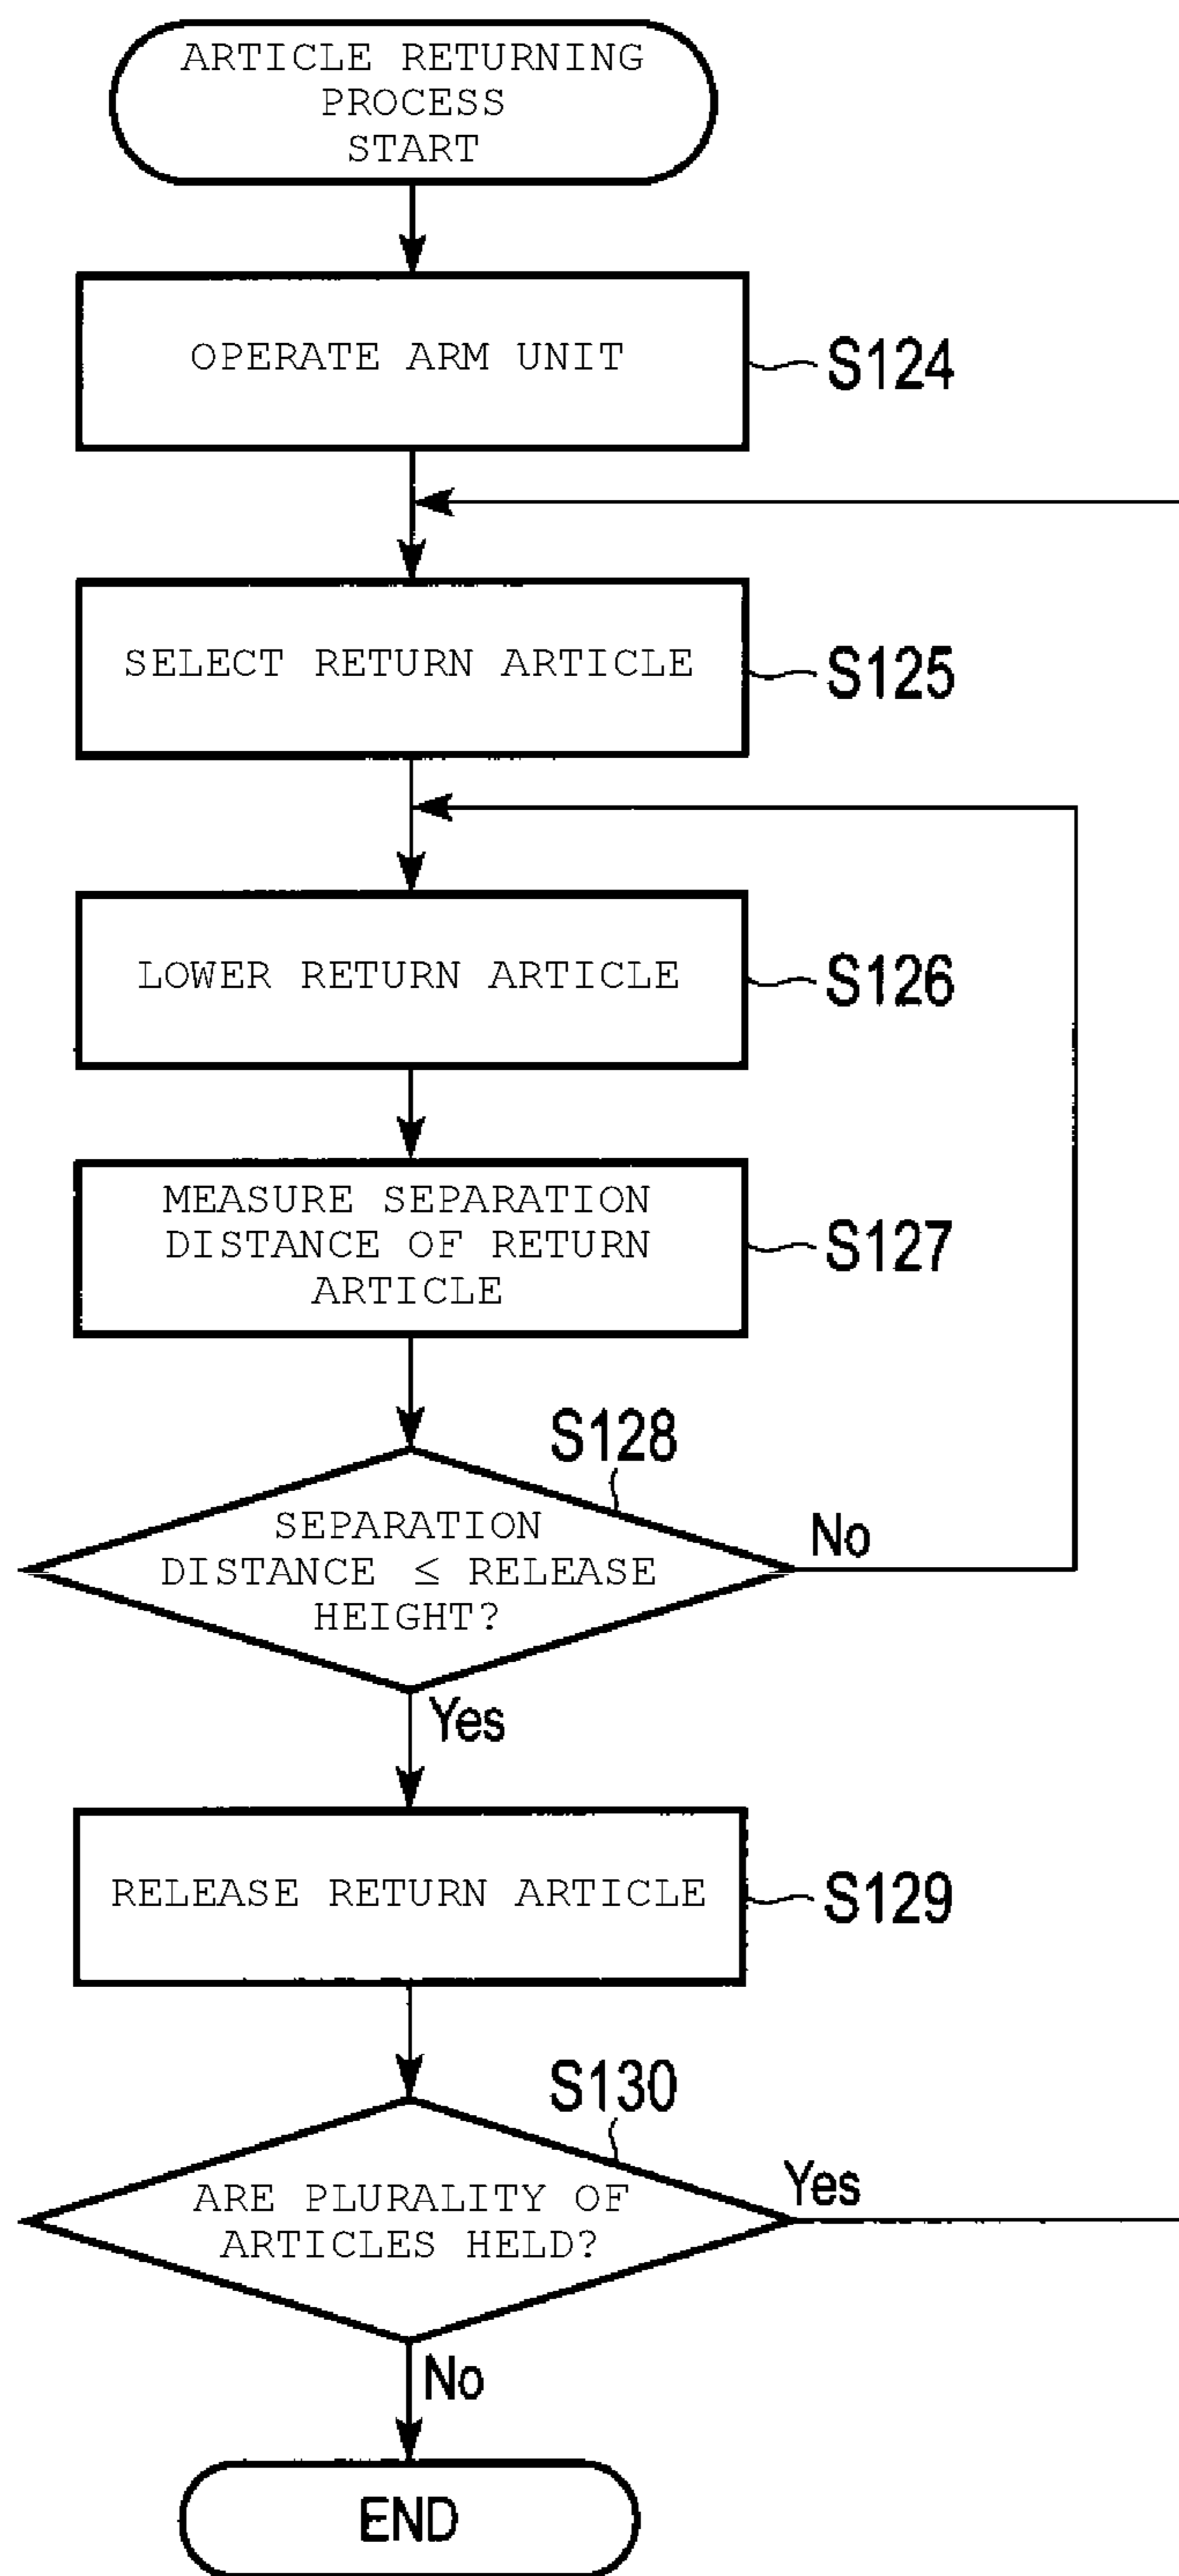 ARTICLE RETURNING
PROCESS
START
OPERATE ARM UNIT
S124
SELECT RETURN ARTICLE
S125
LOWER RETURN ARTICLE
S126
MEASURE SEPARATION
DISTANCE OF RETURN
ARTICLE
S127
S128
SEPARATION
DISTANCE ≤ RELEASE
HEIGHT?
No
Yes
RELEASE RETURN ARTICLE
S129
S130
ARE PLURALITY OF
ARTICLES HELD?
Yes
No
END